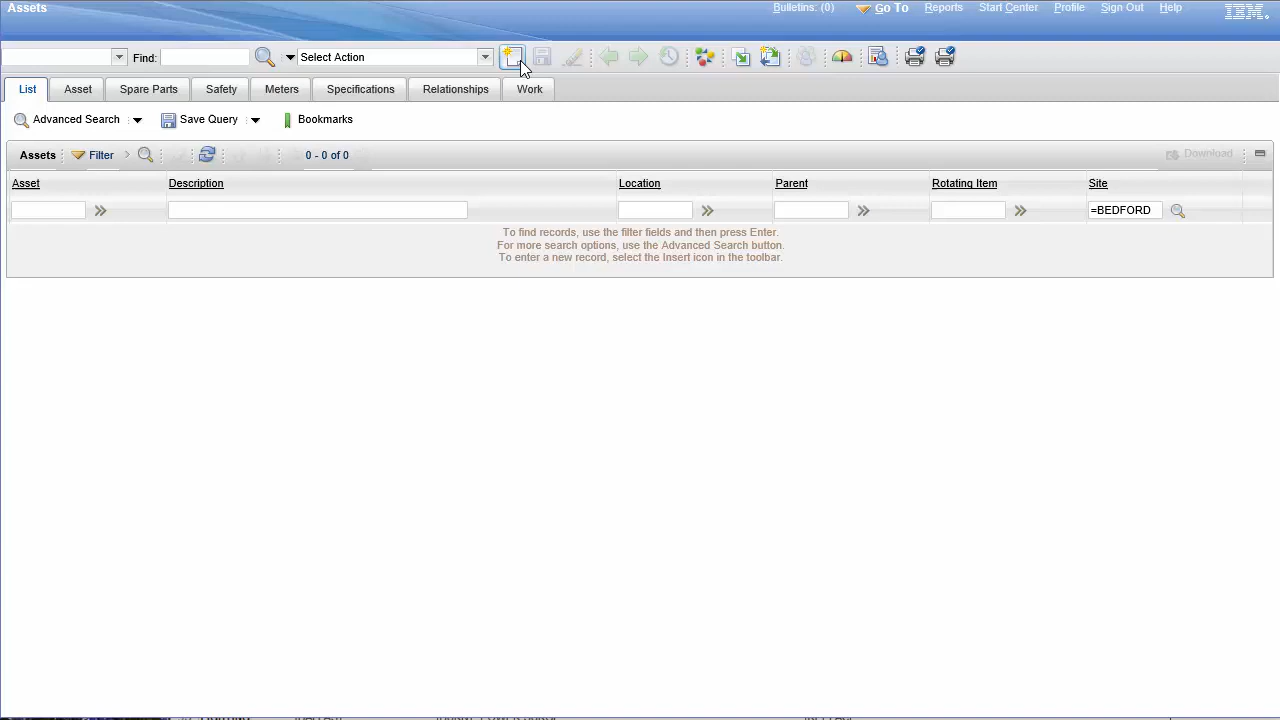 Assets Bulletins: (0) Go To Reports Start Center Profile Sign Out Help IBM.
Find: Select Action
List Asset Spare Parts Safety Meters Specifications Relationships Work
Advanced Search Save Query Bookmarks
Assets Filter 0 - 0 of 0 Download
Asset Description Location Parent Rotating Item Site
=BEDFORD
To find records, use the filter fields and then press Enter.
For more search options, use the Advanced Search button.
To enter a new record, select the Insert icon in the toolbar.